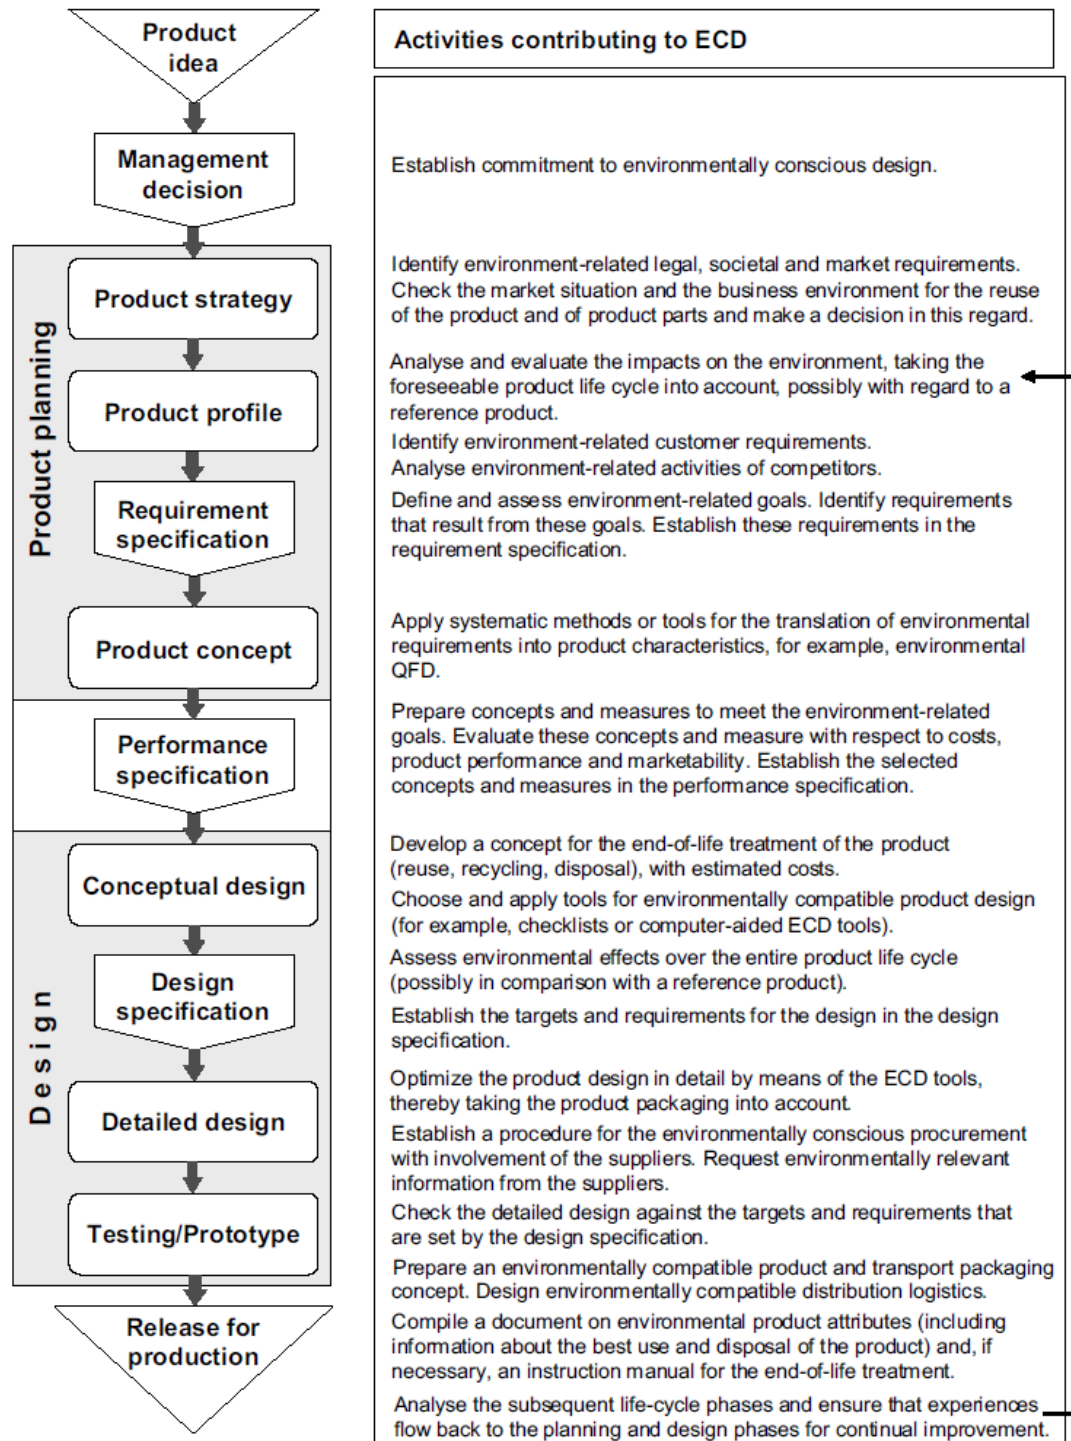 Product
idea
Activities contributing to ECD
Management
decision
Establish commitment to environmentally conscious design.
Product planning
Product strategy
Identify environment-related legal, societal and market requirements.
Check the market situation and the business environment for the reuse
of the product and of product parts and make a decision in this regard.
Product profile
Analyse and evaluate the impacts on the environment, taking the
foreseeable product life cycle into account, possibly with regard to a
reference product.
Identify environment-related customer requirements.
Analyse environment-related activities of competitors.
Requirement
specification
Define and assess environment-related goals. Identify requirements
that result from these goals. Establish these requirements in the
requirement specification.
Product concept
Apply systematic methods or tools for the translation of environmental
requirements into product characteristics, for example, environmental
QFD.
Performance
specification
Prepare concepts and measures to meet the environment-related
goals. Evaluate these concepts and measure with respect to costs,
product performance and marketability. Establish the selected
concepts and measures in the performance specification.
Design
Conceptual design
Develop a concept for the end-of-life treatment of the product
(reuse, recycling, disposal), with estimated costs.
Choose and apply tools for environmentally compatible product design
(for example, checklists or computer-aided ECD tools).
Design
specification
Assess environmental effects over the entire product life cycle
(possibly in comparison with a reference product).
Establish the targets and requirements for the design in the design
specification.
Detailed design
Optimize the product design in detail by means of the ECD tools,
thereby taking the product packaging into account.
Establish a procedure for the environmentally conscious procurement
with involvement of the suppliers. Request environmentally relevant
information from the suppliers.
Testing/Prototype
Check the detailed design against the targets and requirements that
are set by the design specification.
Prepare an environmentally compatible product and transport packaging
concept. Design environmentally compatible distribution logistics.
Release for
production
Compile a document on environmental product attributes (including
information about the best use and disposal of the product) and, if
necessary, an instruction manual for the end-of-life treatment.
Analyse the subsequent life-cycle phases and ensure that experiences
flow back to the planning and design phases for continual improvement.